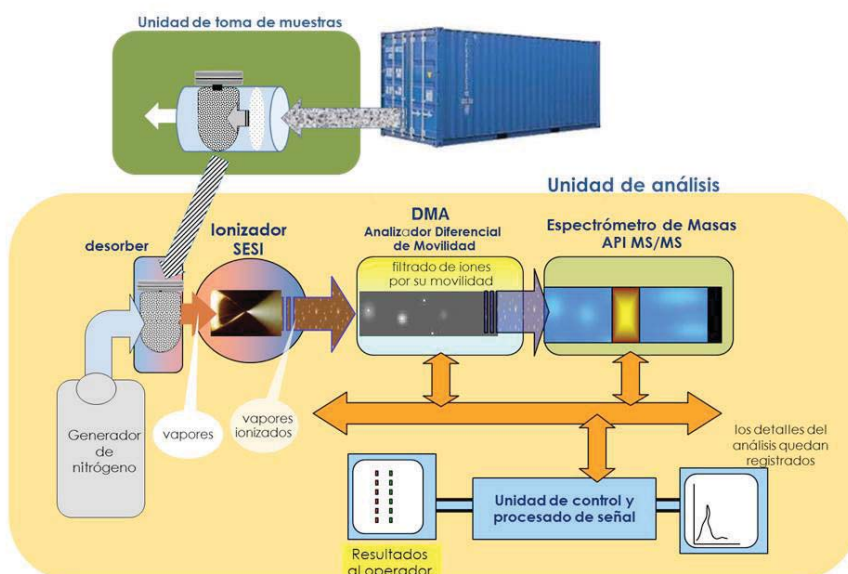 Unidad de toma de muestras
Unidad de análisis
desorber
Ionizador
SESI
DMA
Analizador Diferencial
de Movilidad
Espectrómetro de Masas
API MS/MS
filtrado de iones
por su movilidad
Generador
de
nitrógeno
vapores
vapores
ionizados
los detalles del
análisis quedan
registrados
Unidad de control y
procesado de señal
Resultados
al operador